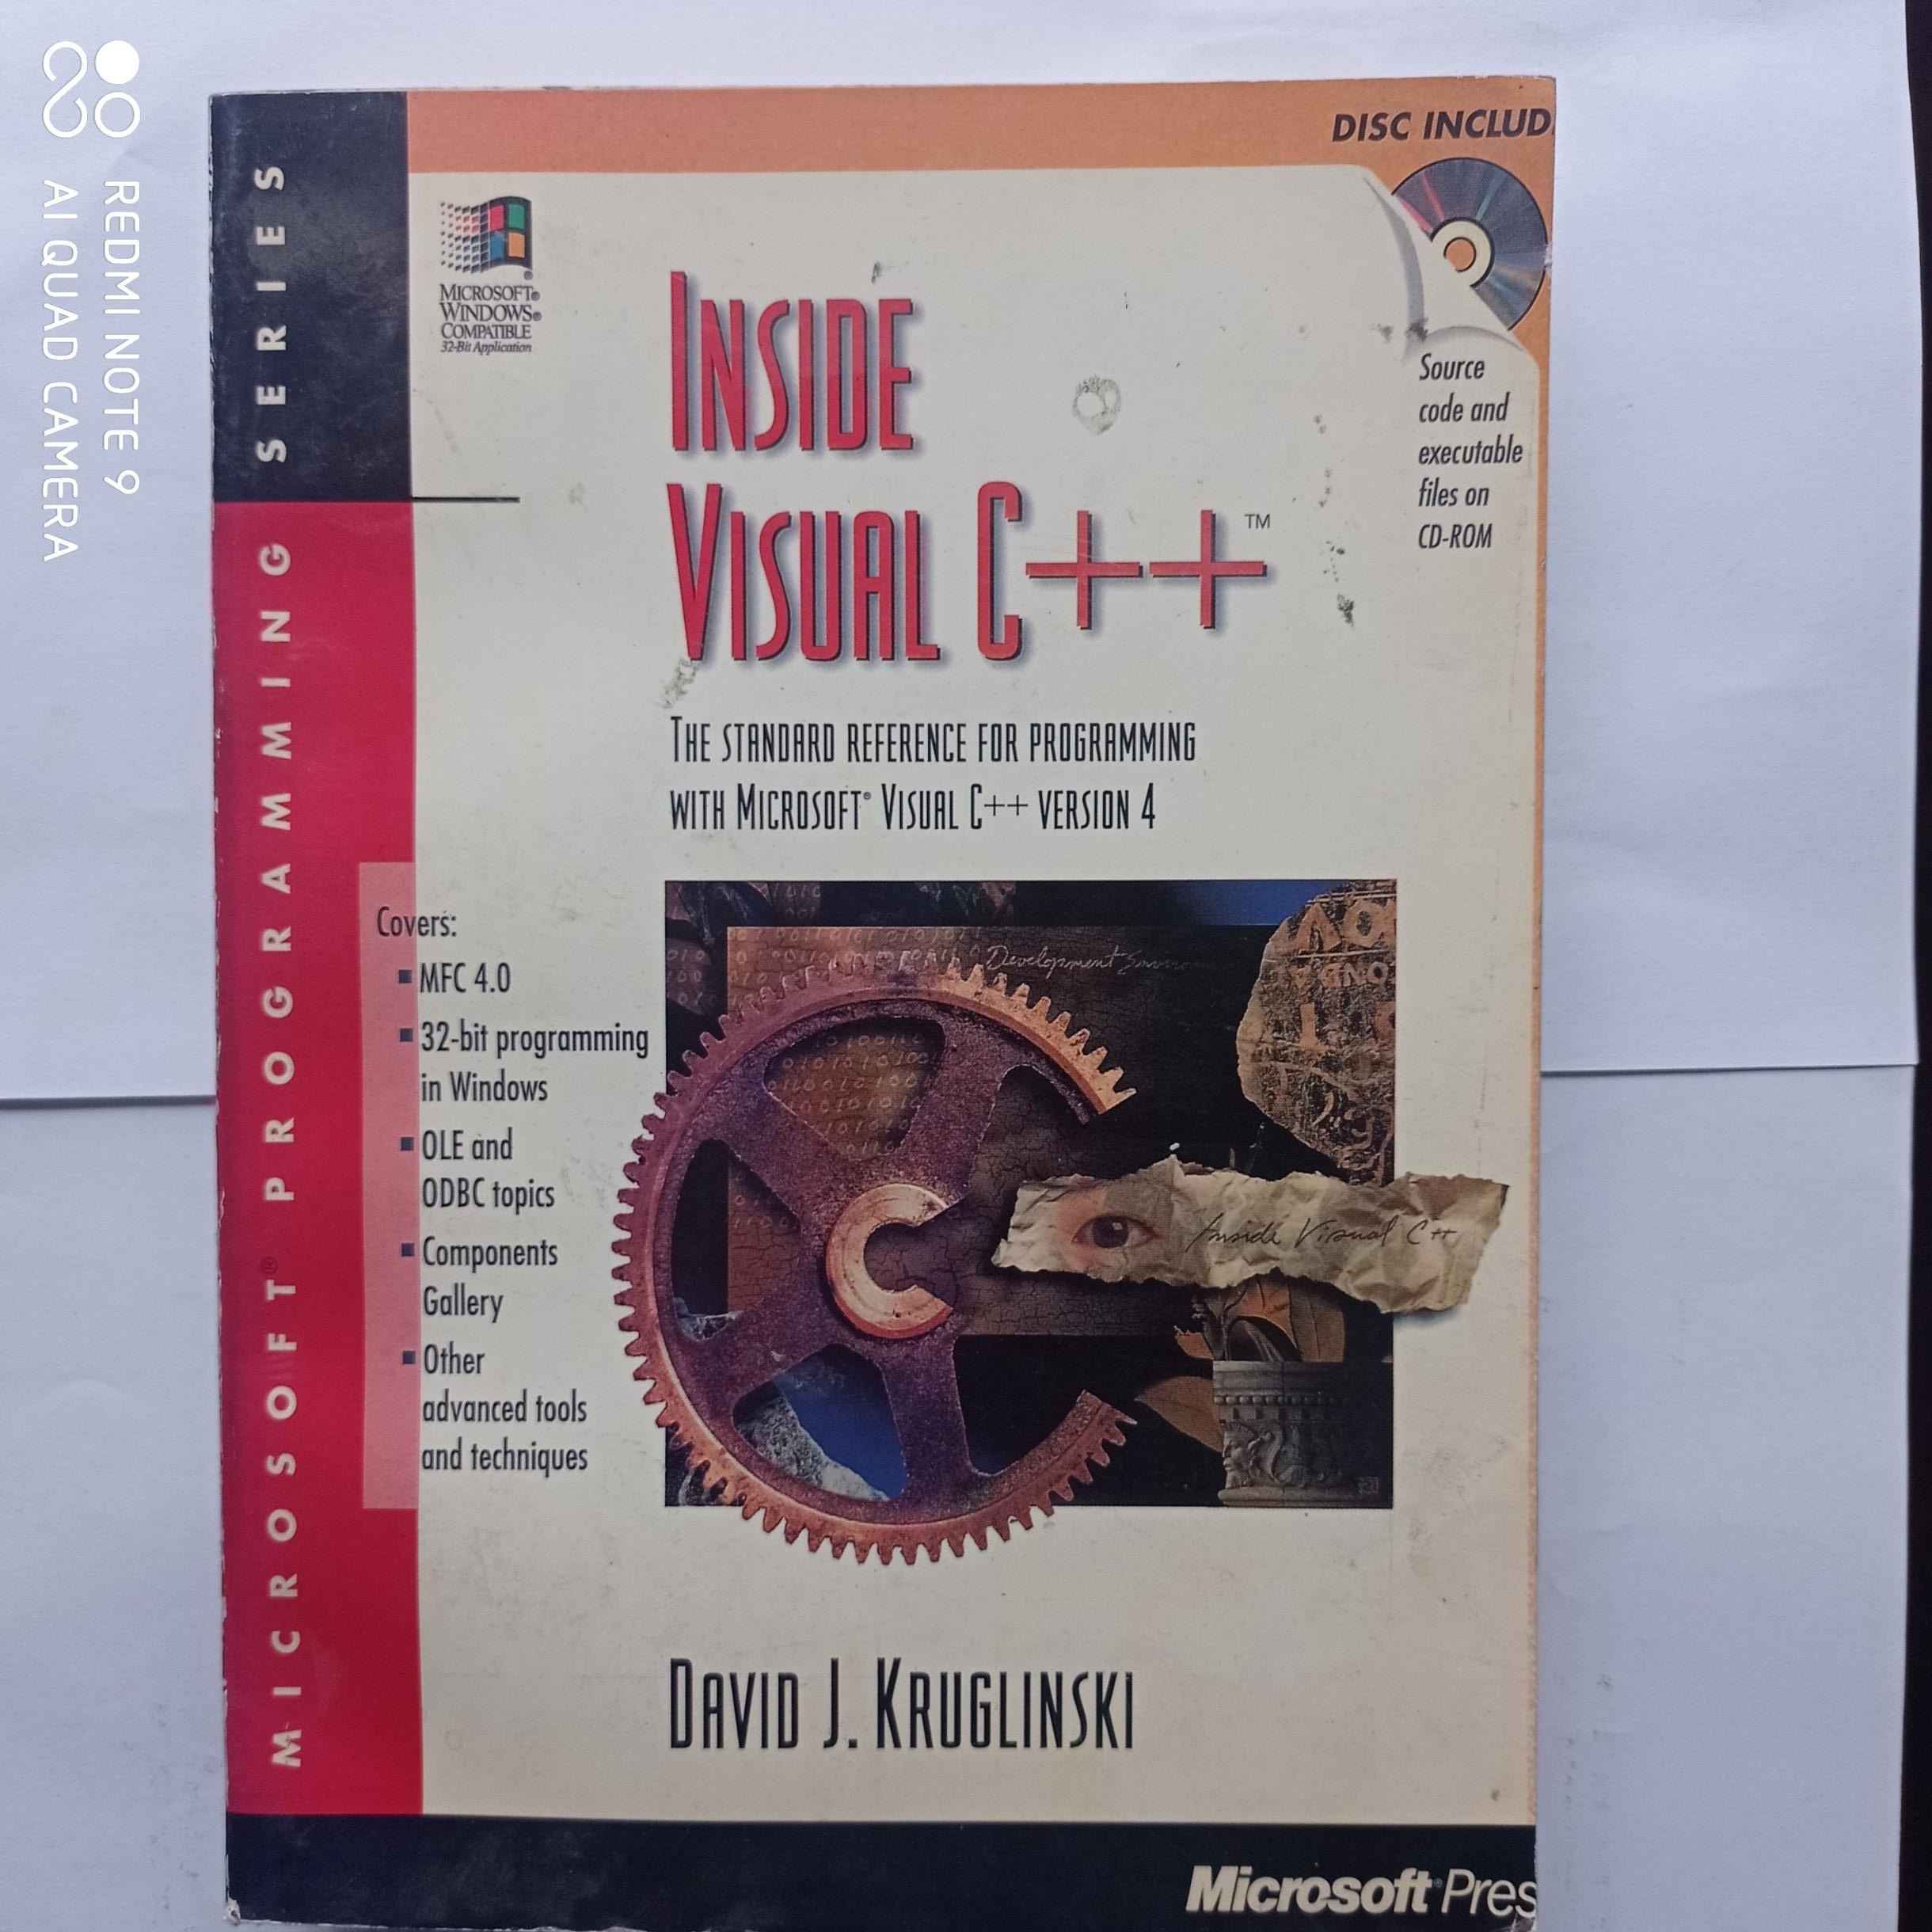 REDMI NOTE 9
AI QUAD CAMERA
MICROSOFT® PROGRAMMING SERIES
DISC INCLUD
MICROSOFT®
WINDOWS®
COMPATIBLE
32-Bit Application
INSIDE
VISUAL C++™
Source
code and
executable
files on
CD-ROM
THE STANDARD REFERENCE FOR PROGRAMMING
WITH MICROSOFT® VISUAL C++ VERSION 4
Covers:
▪ MFC 4.0
▪ 32-bit programming
in Windows
▪ OLE and
ODBC topics
▪ Components
Gallery
▪ Other
advanced tools
and techniques
Development
Inside Visual C++
DAVID J. KRUGLINSKI
Microsoft® Pres